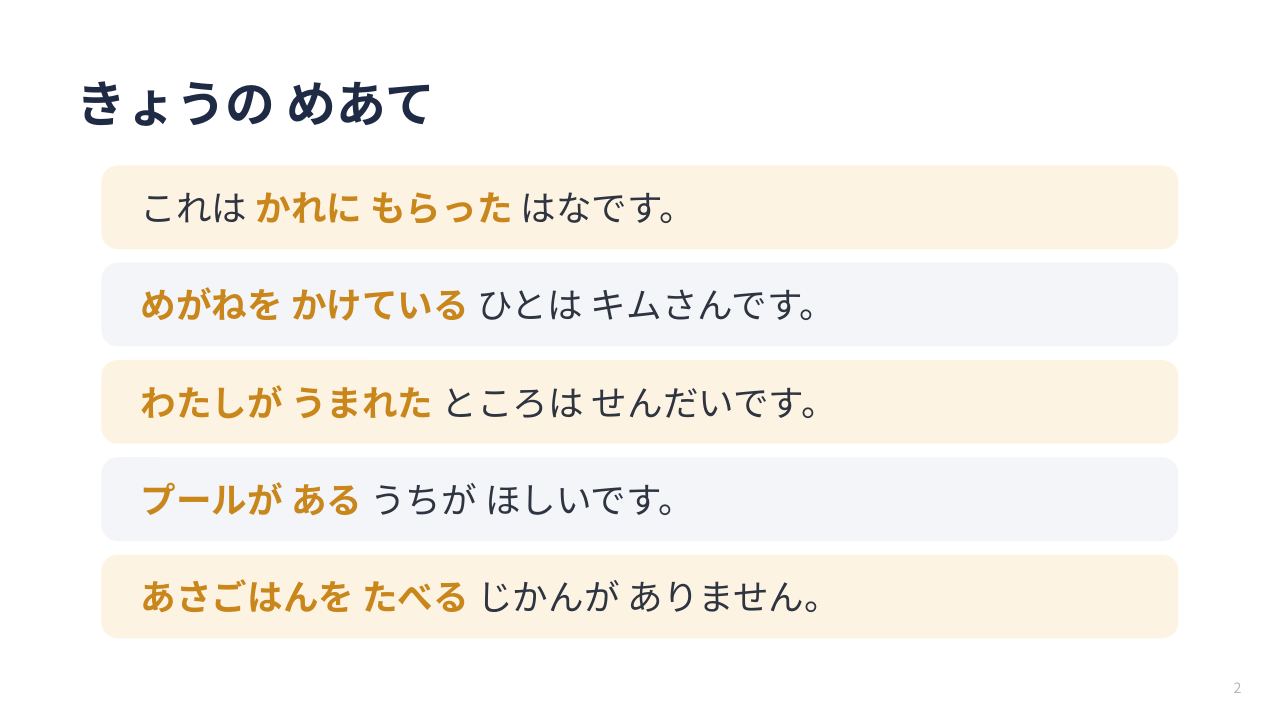 きょうの めあて
これは かれに もらった はなです。
めがねを かけている ひとは キムさんです。
わたしが うまれた ところは せんだいです。
プールが ある うちが ほしいです。
あさごはんを たべる じかんが ありません。
2